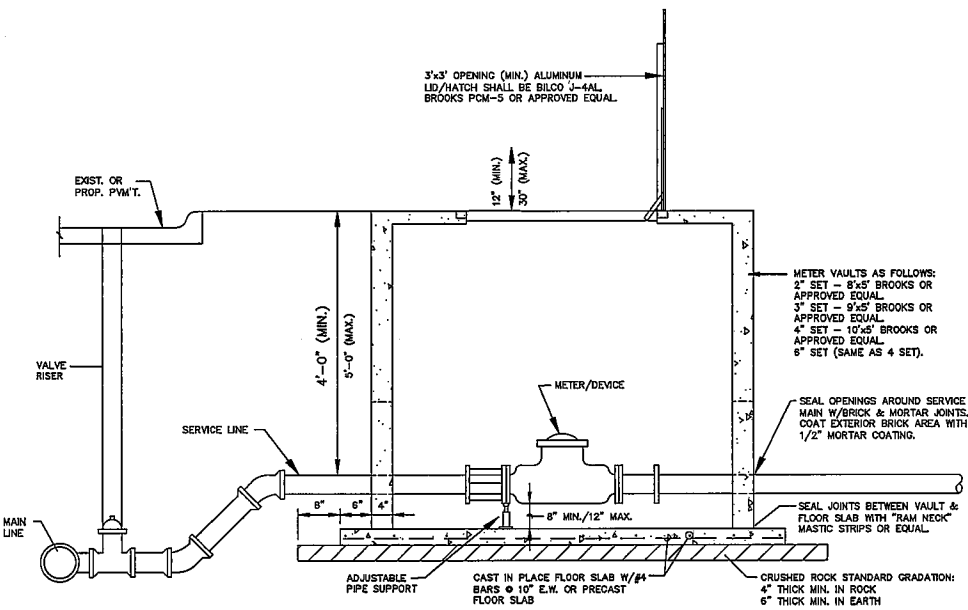 3'x3' OPENING (MIN.) ALUMINUM
LID/HATCH SHALL BE BILCO J-4AL,
BROOKS PCM-5 OR APPROVED EQUAL
12" (MIN.)
30" (MAX.)
EXIST. OR
PROP. PVM'T.
METER VAULTS AS FOLLOWS:
2" SET – 8'x5' BROOKS OR
APPROVED EQUAL
3" SET – 9'x5' BROOKS OR
APPROVED EQUAL
4" SET – 10'x5' BROOKS OR
APPROVED EQUAL
6" SET (SAME AS 4 SET).
4'-0" (MIN.)
5'-0" (MAX.)
VALVE
RISER
METER/DEVICE
SERVICE LINE
SEAL OPENINGS AROUND SERVICE
MAIN W/BRICK & MORTAR JOINTS.
COAT EXTERIOR BRICK AREA WITH
1/2" MORTAR COATING.
8"
6"
4"
8" MIN./12" MAX.
MAIN
LINE
SEAL JOINTS BETWEEN VAULT &
FLOOR SLAB WITH "RAM NECK"
MASTIC STRIPS OR EQUAL
ADJUSTABLE
PIPE SUPPORT
CAST IN PLACE FLOOR SLAB W/#4
BARS @ 10" E.W. OR PRECAST
FLOOR SLAB
CRUSHED ROCK STANDARD GRADATION:
4" THICK MIN. IN ROCK
6" THICK MIN. IN EARTH